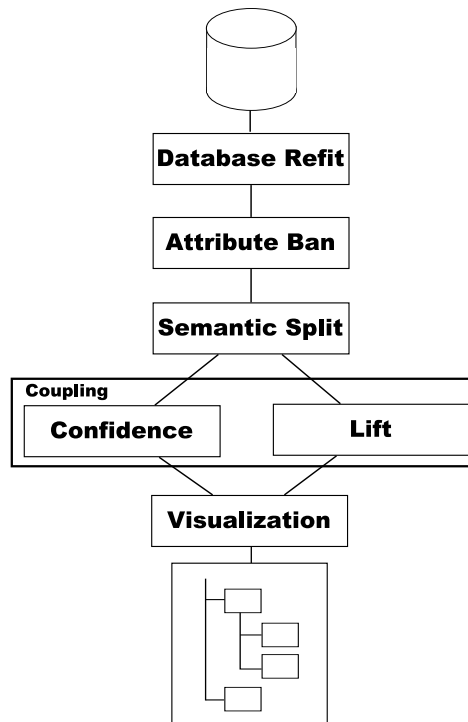 Database Refit
Attribute Ban
Semantic Split
Coupling
Confidence
Lift
Visualization